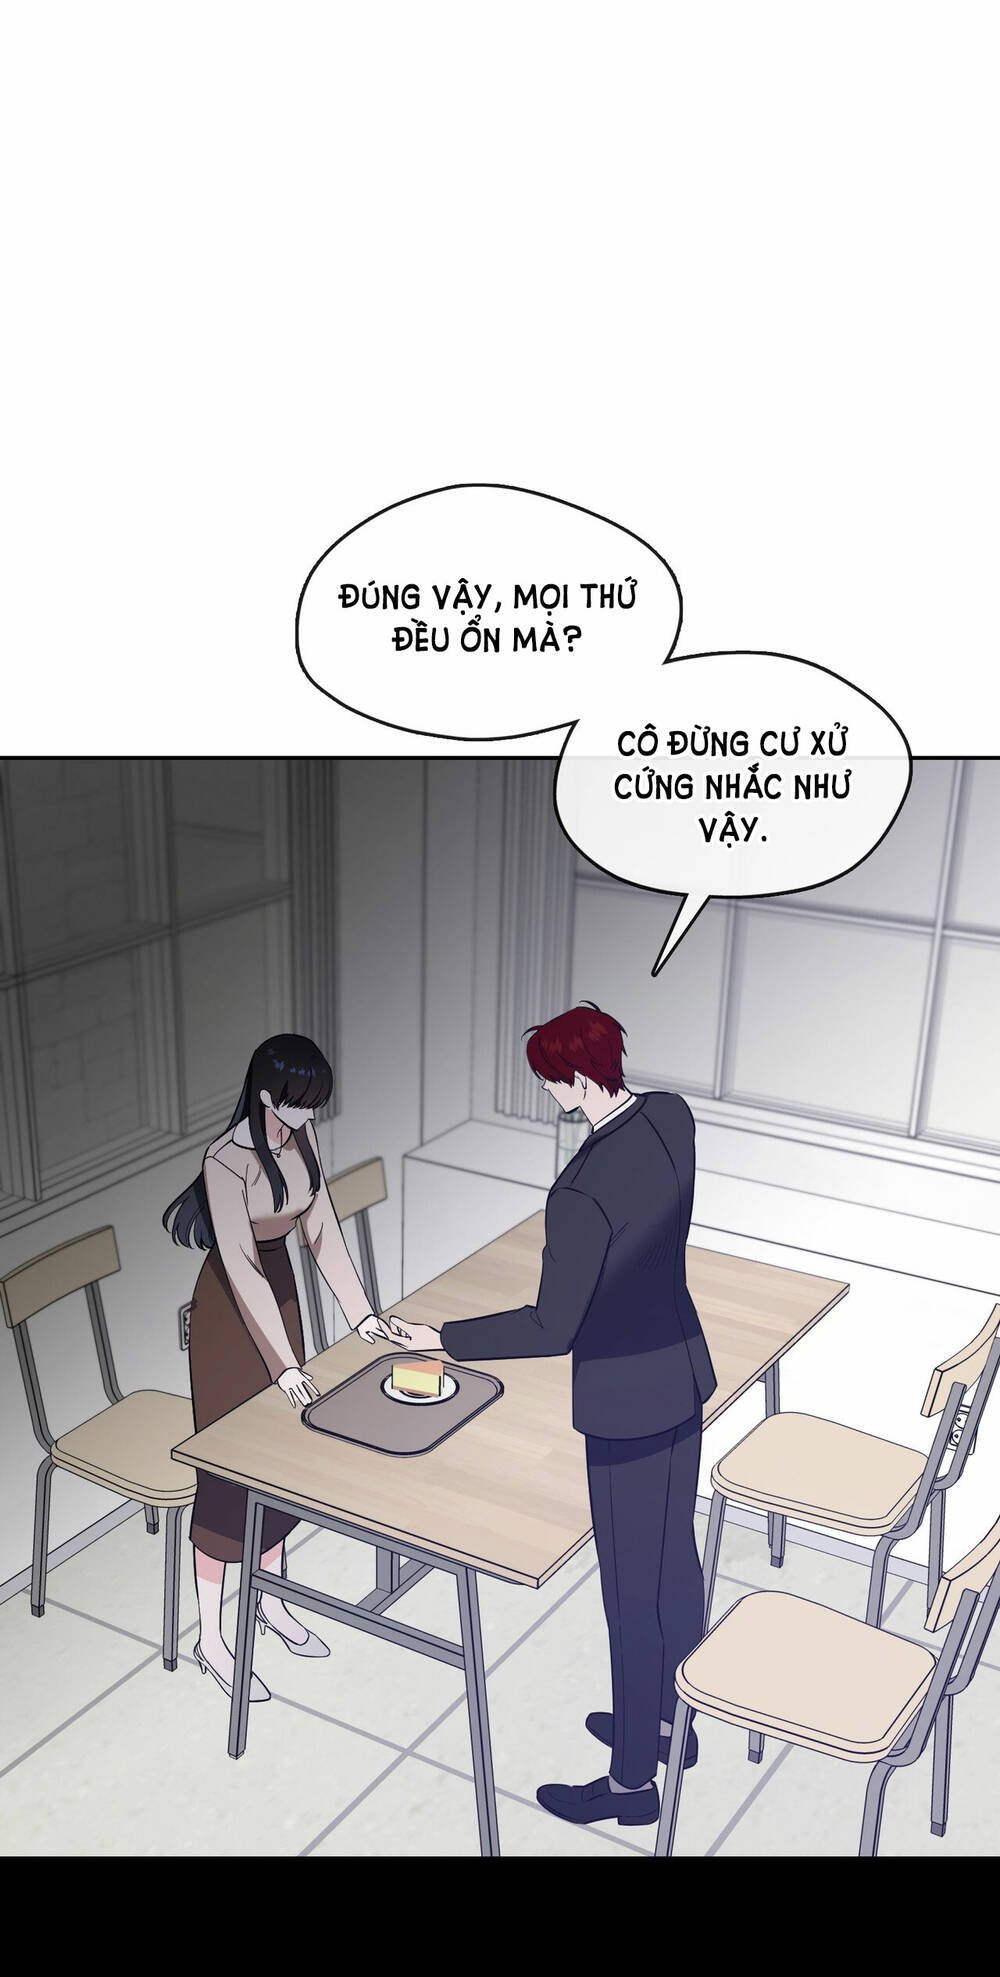 ĐÚNG VẬY, MỌI THỨ
ĐỀU ỔN MÀ?
CÔ ĐỪNG CƯ XỬ
CỨNG NHẮC NHƯ
VẬY.